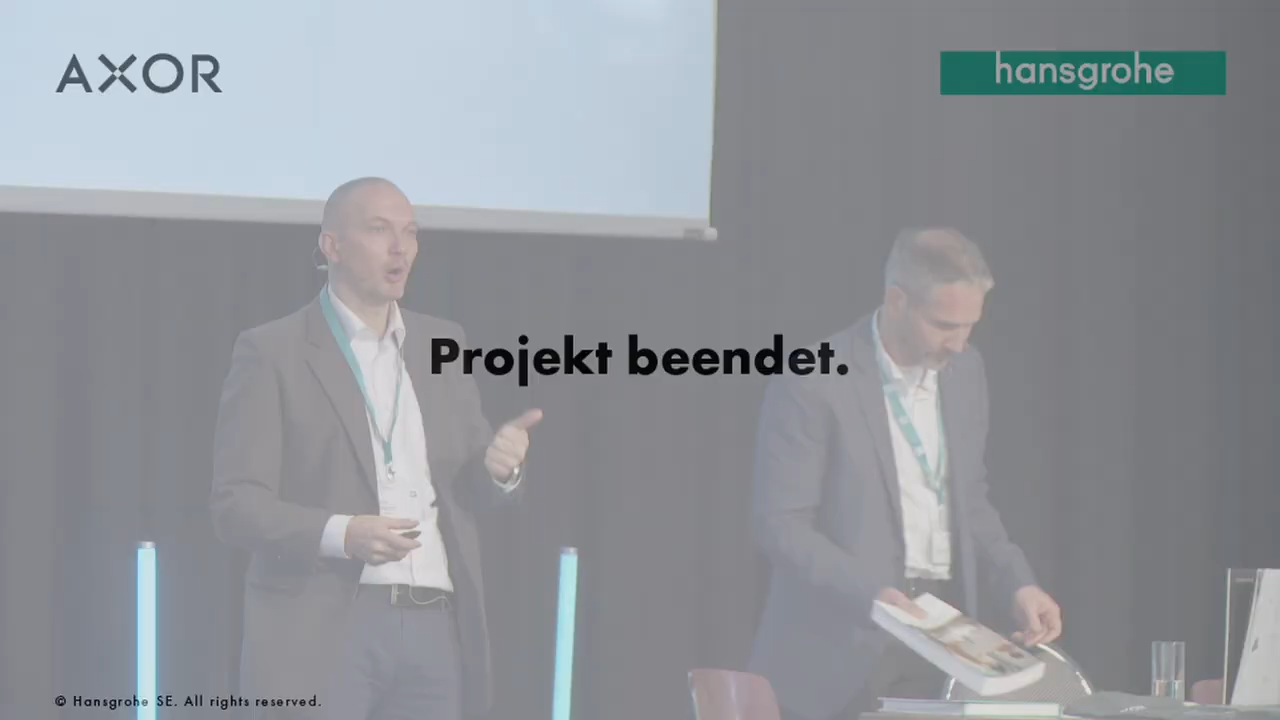 AXOR
hansgrohe
Projekt beendet.
© Hansgrohe SE. All rights reserved.